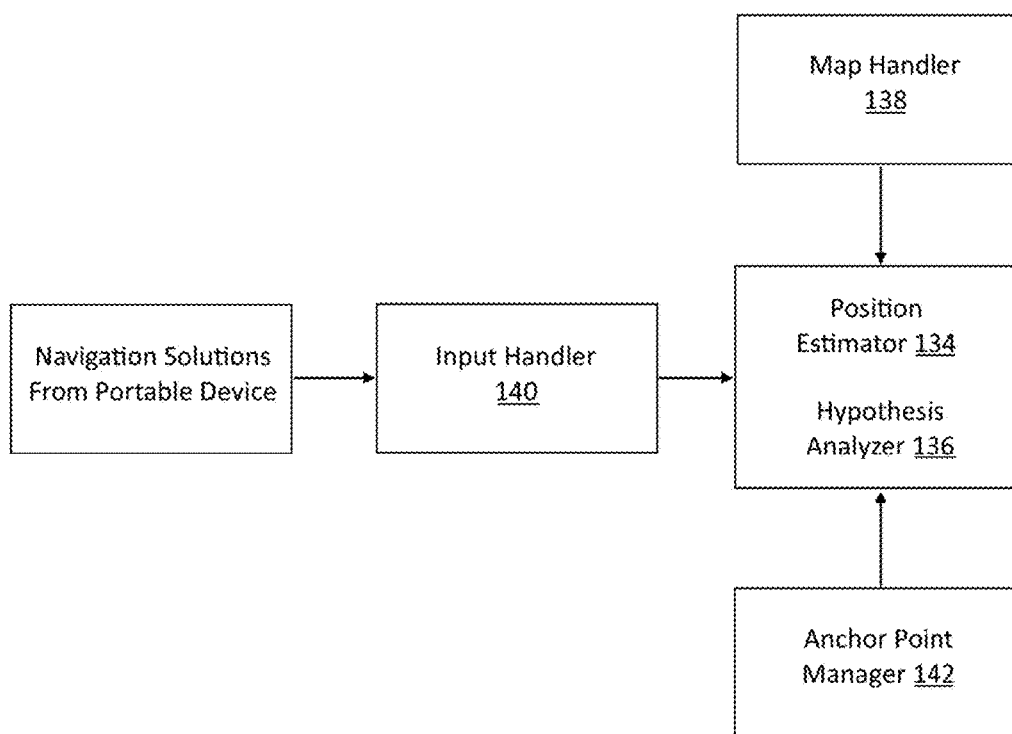 Map Handler
138
Navigation Solutions
From Portable Device
Input Handler
140
Position
Estimator 134
Hypothesis
Analyzer 136
Anchor Point
Manager 142